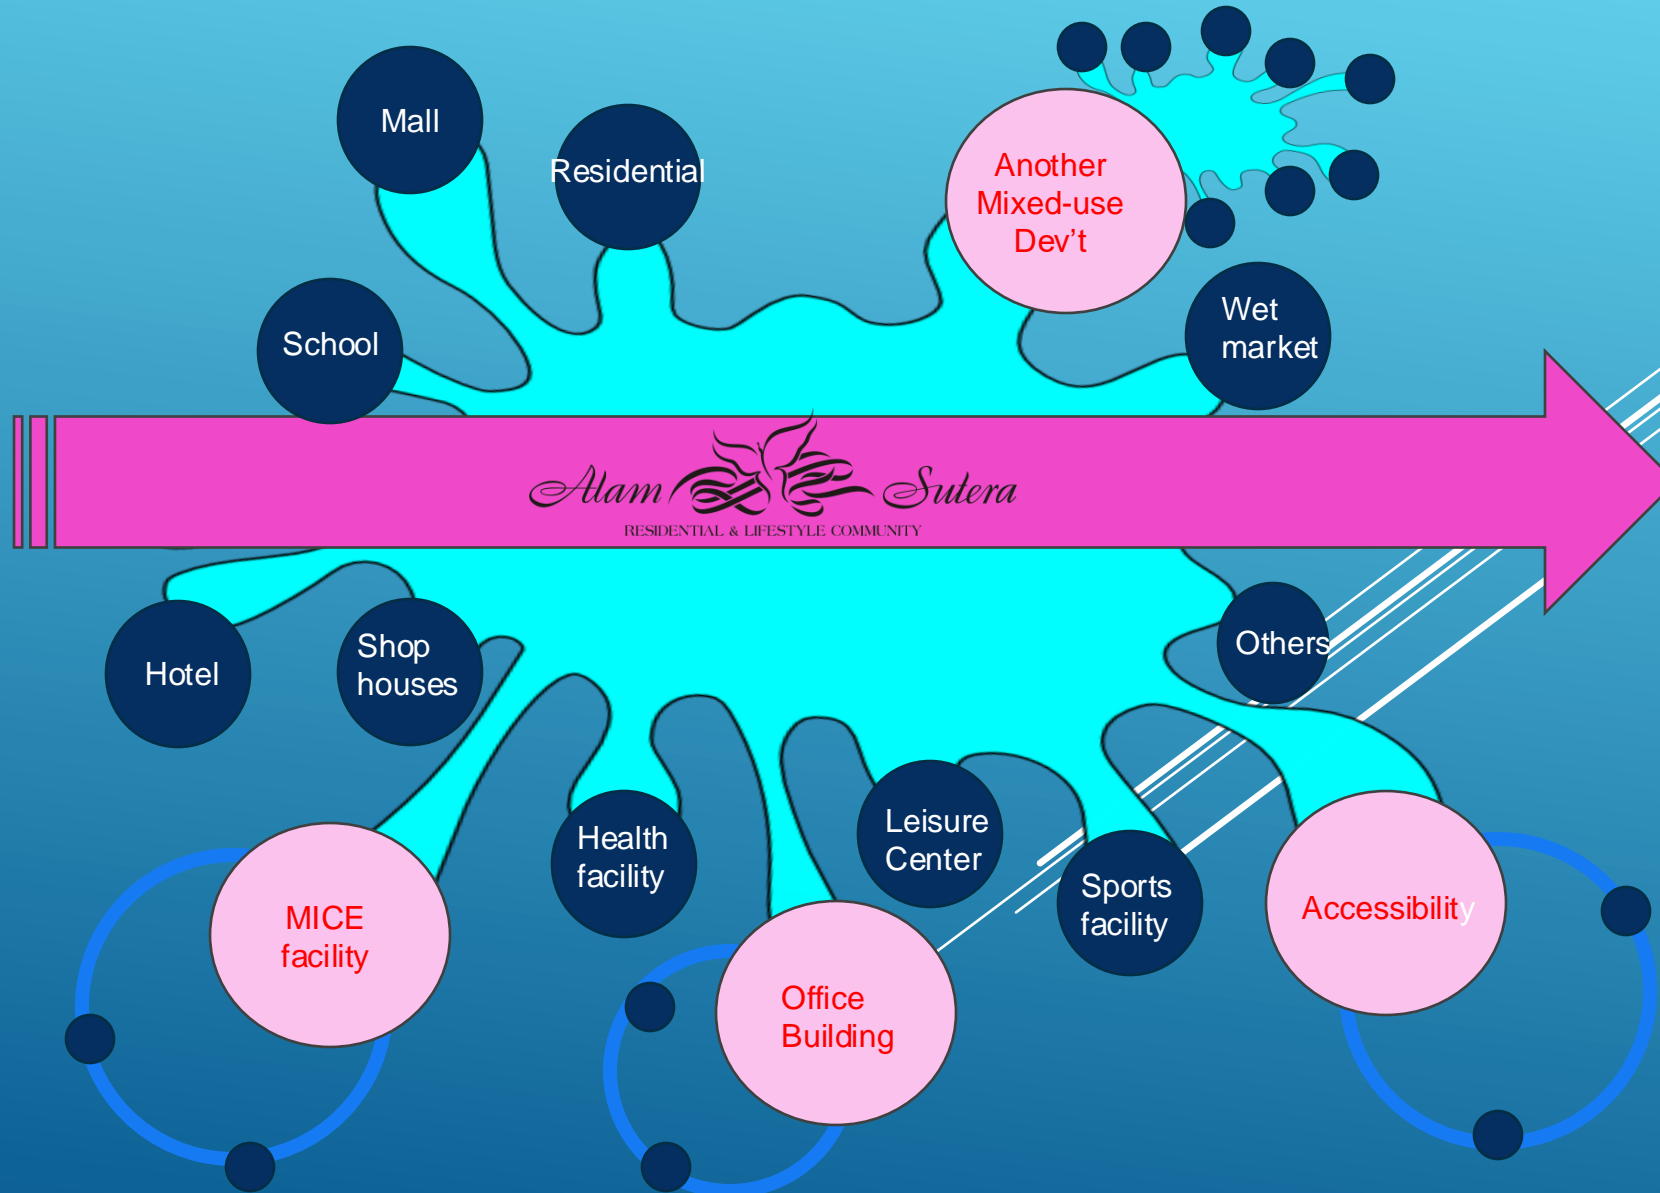 Mall
Residential
Another
Mixed-use
Dev’t
School
Wet
market
Alam Sutera
RESIDENTIAL & LIFESTYLE COMMUNITY
Hotel
Shop
houses
Others
Health
facility
Leisure
Center
Sports
facility
MICE
facility
Office
Building
Accessibility